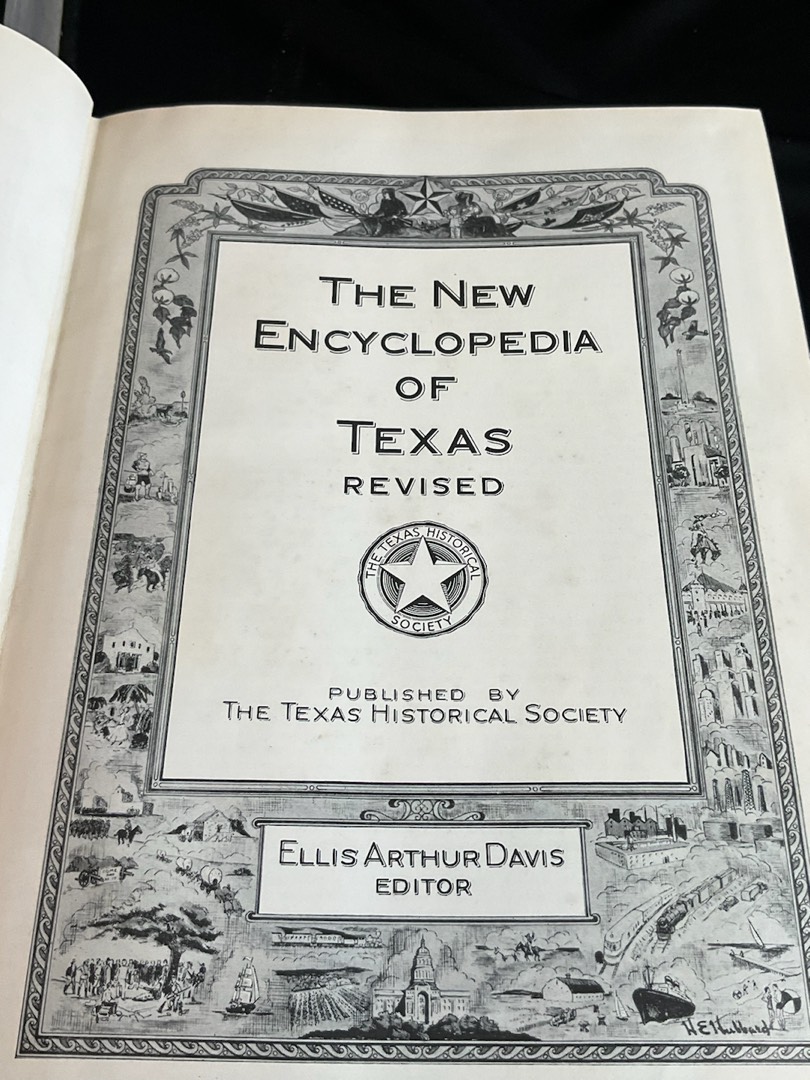 THE NEW
ENCYCLOPEDIA
OF
TEXAS
REVISED
THE TEXAS HISTORICAL
SOCIETY
PUBLISHED BY
THE TEXAS HISTORICAL SOCIETY
ELLIS ARTHUR DAVIS
EDITOR
H E Hubbard